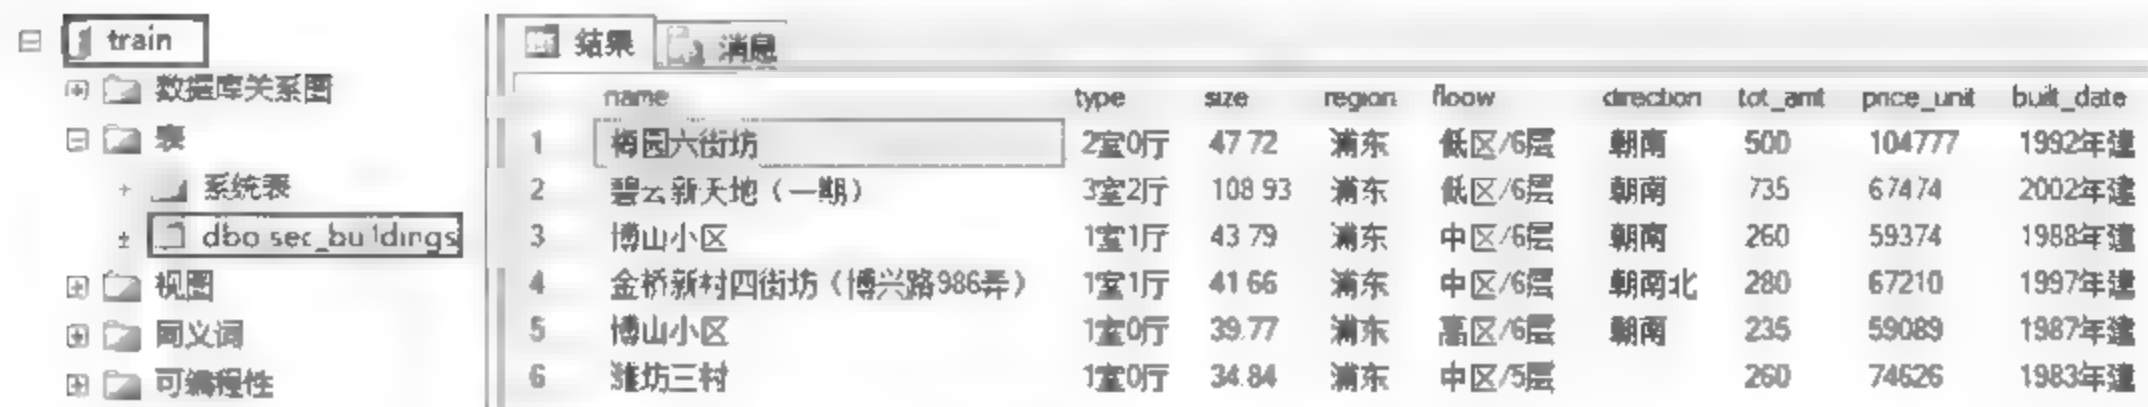 train
数据库关系图
表
系统表
dbo.sec_buildings
视图
同义词
可编程性
结果 消息
name type size region floow direction tot_amt price_unit built_date
1 梅园六街坊 2室0厅 47.72 浦东 低区/6层 朝南 500 104777 1992年建
2 碧云新天地（一期） 3室2厅 108.93 浦东 低区/6层 朝南 735 67474 2002年建
3 博山小区 1室1厅 43.79 浦东 中区/6层 朝南 260 59374 1988年建
4 金桥新村四街坊（博兴路986弄） 1室1厅 41.66 浦东 中区/6层 朝南北 280 67210 1997年建
5 博山小区 1室0厅 39.77 浦东 高区/6层 朝南 235 59089 1987年建
6 潍坊三村 1室0厅 34.84 浦东 中区/5层 260 74626 1983年建